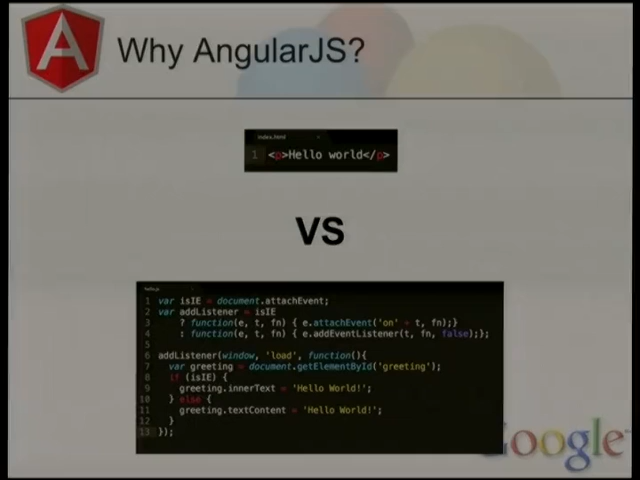 Why AngularJS?
index.html
1 <p>Hello world</p>
VS
hello.js
1 var isIE = document.attachEvent;
2 var addListener = isIE
3 ? function(e, t, fn) { e.attachEvent('on' + t, fn);}
4 : function(e, t, fn) { e.addEventListener(t, fn, false);};
5
6 addListener(window, 'load', function(){
7 var greeting = document.getElementById('greeting');
8 if (isIE) {
9 greeting.innerText = 'Hello World!';
10 } else {
11 greeting.textContent = 'Hello World!';
12 }
13 });
Google